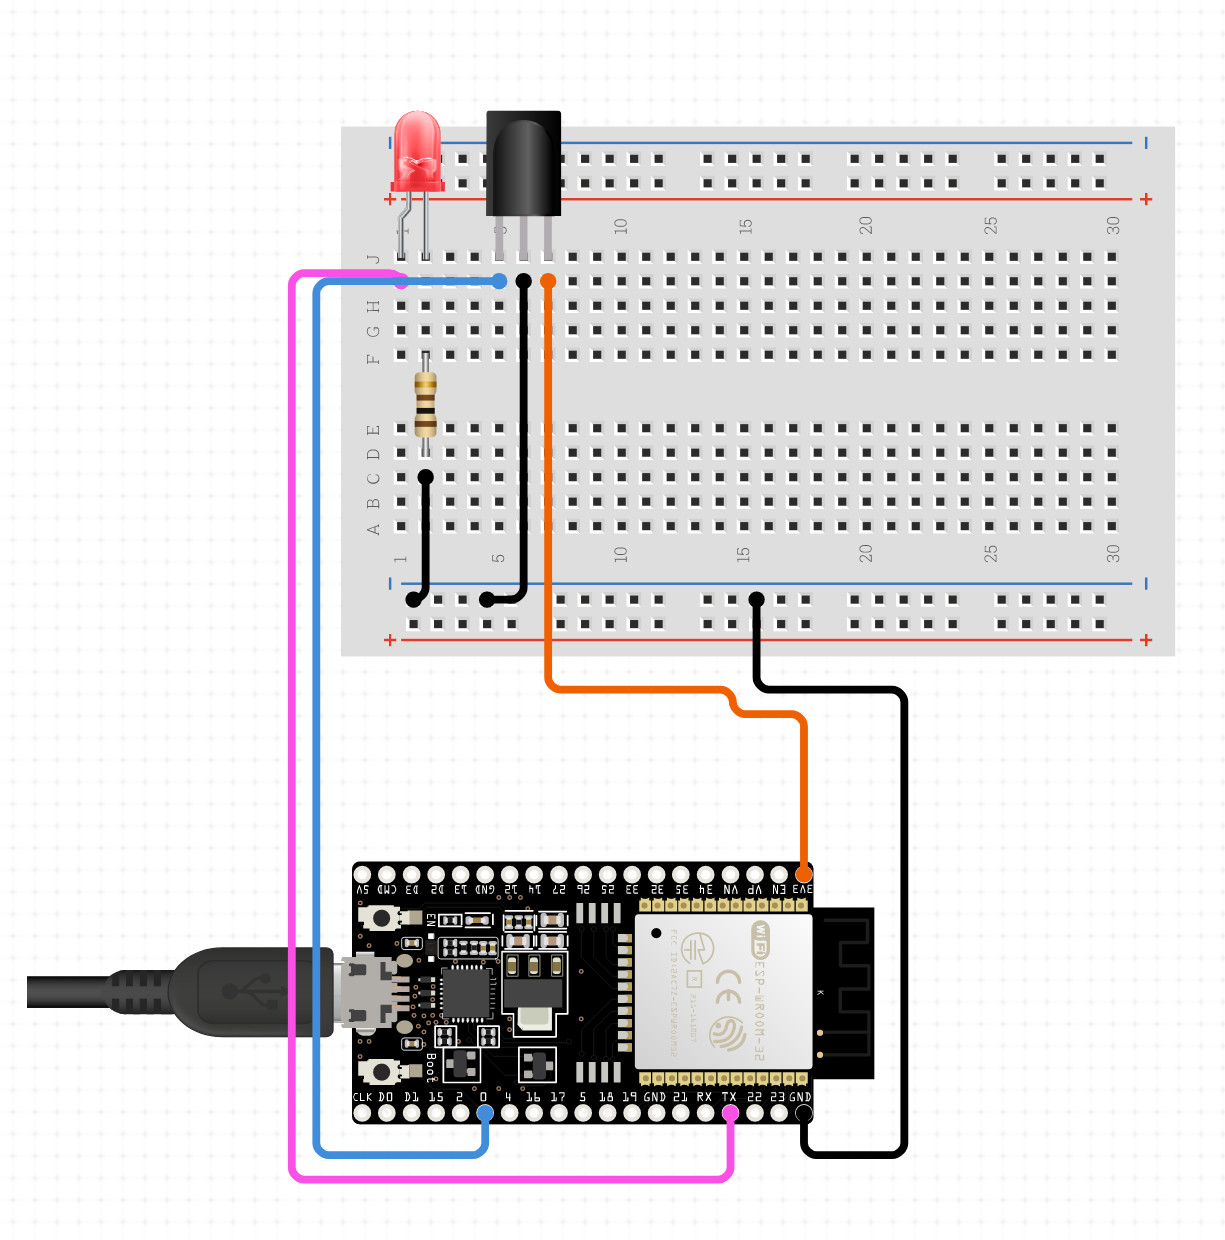 5 10 15 20 25 30
J
H
G
F
E
D
C
B
A
1 5 10 15 20 25 30
5V CMD D3 D2 13 GND 12 14 27 26 25 33 32 35 34 VN VP EN 3V3
EN
WiFi
ESP-WROOM-32
CE
R
K
Boot
CLK D0 D1 15 2 0 4 16 17 5 18 19 GND 21 RX TX 22 23 GND